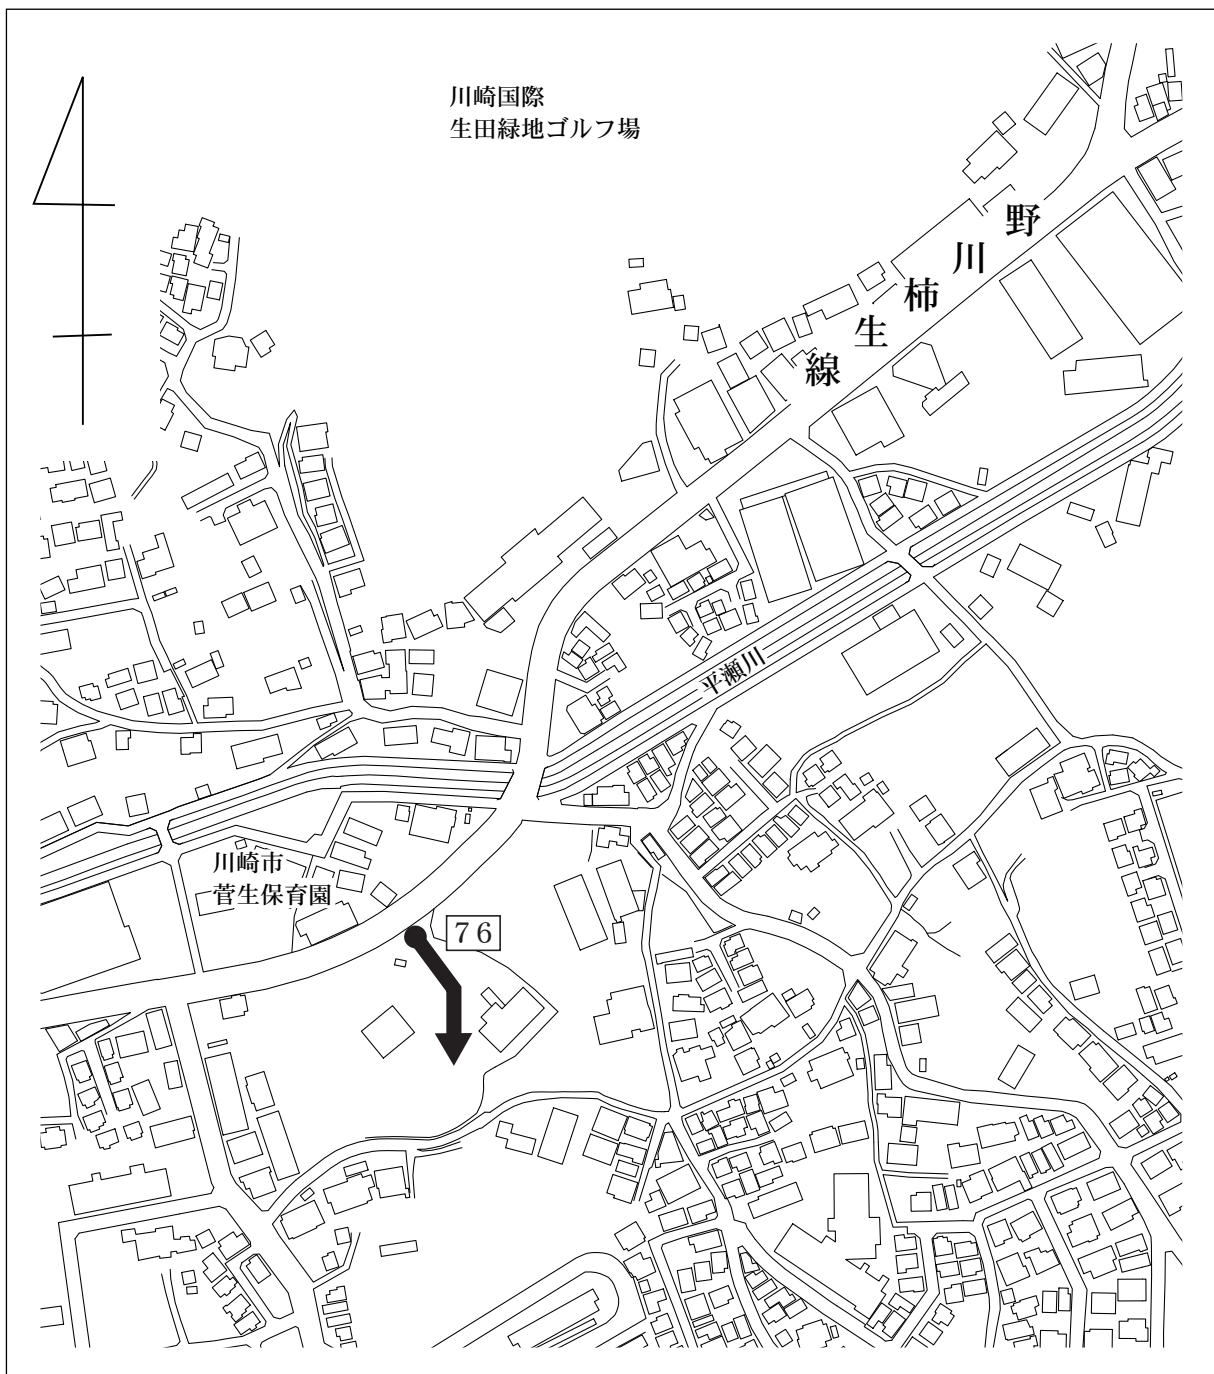 川崎国際
生田緑地ゴルフ場
野川柿生線
平瀬川
川崎市
菅生保育園
76